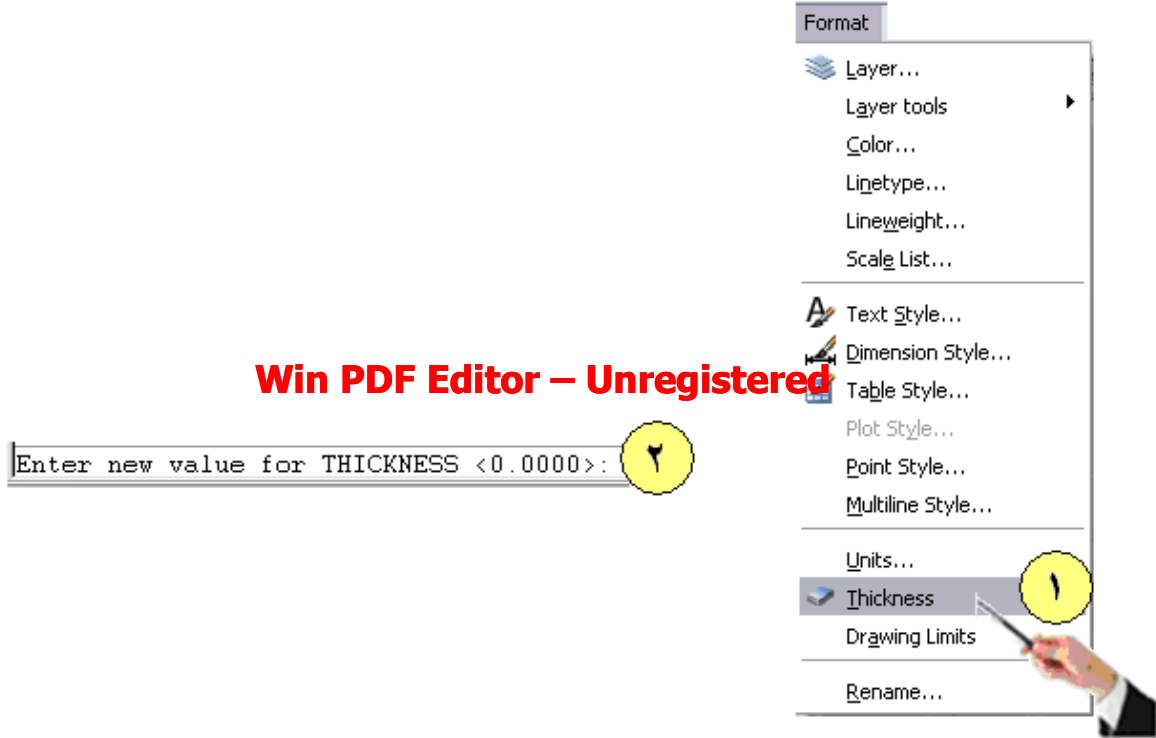 Format
Layer...
Layer tools
Color...
Linetype...
Lineweight...
Scale List...
Text Style...
Dimension Style...
Win PDF Editor – Unregistered
Table Style...
Plot Style...
Point Style...
Enter new value for THICKNESS <0.0000>:
٢
Multiline Style...
Units...
Thickness
١
Drawing Limits
Rename...